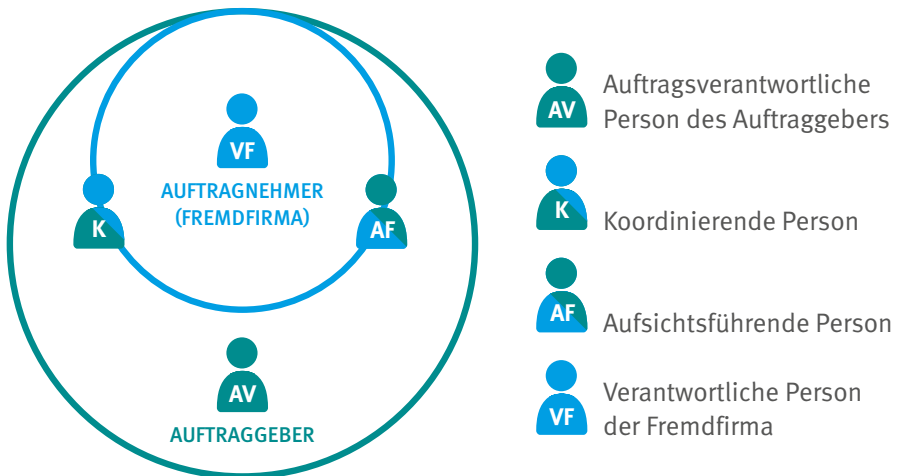 VF
AUFTRAGNEHMER
(FREMDFIRMA)
K
AF
AV
AUFTRAGGEBER
AV
Auftragsverantwortliche
Person des Auftraggebers
K
Koordinierende Person
AF
Aufsichtsführende Person
VF
Verantwortliche Person
der Fremdfirma